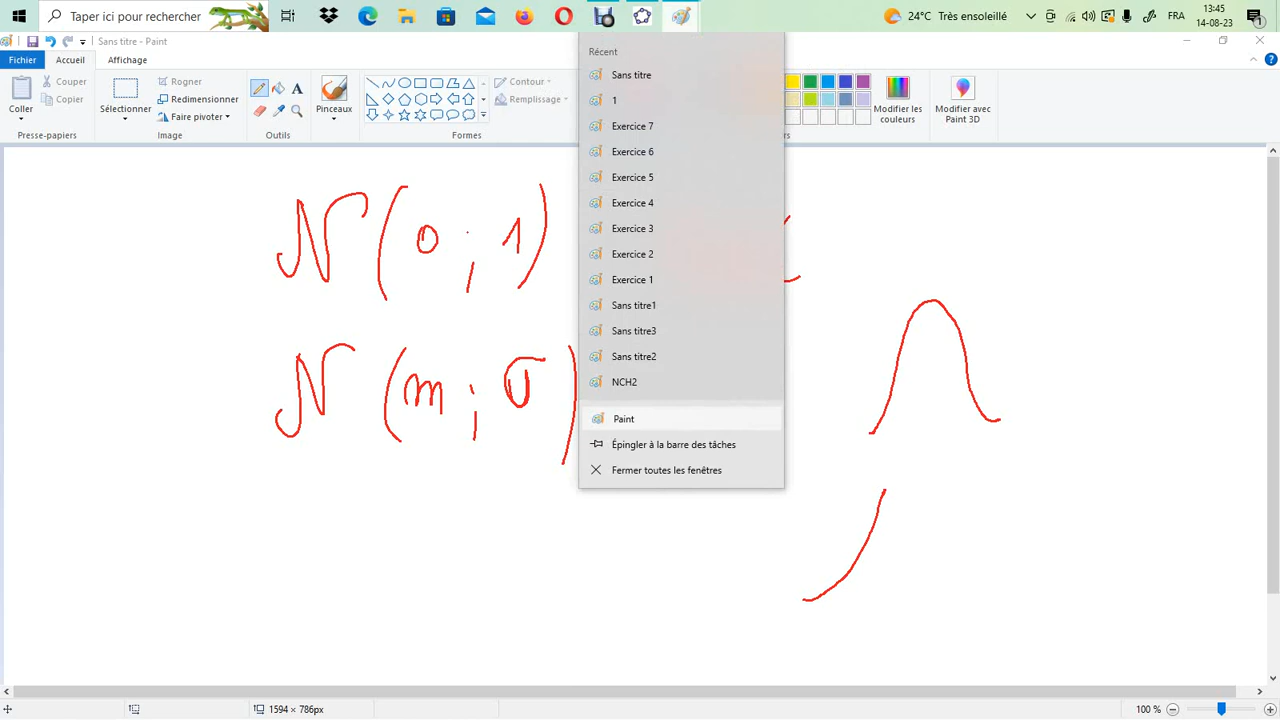 Taper ici pour rechercher
24°C Très ensoleillé
FRA
13:45
14-08-23
1
Sans titre - Paint
Fichier
Accueil
Affichage
Coller
Couper
Copier
Presse-papiers
Sélectionner
Rogner
Redimensionner
Faire pivoter
Image
A
Outils
Pinceaux
Formes
Contour
Remplissage
Modifier les
couleurs
Modifier avec
Paint 3D
Récent
Sans titre
1
Exercice 7
Exercice 6
Exercice 5
Exercice 4
Exercice 3
Exercice 2
Exercice 1
Sans titre1
Sans titre3
Sans titre2
NCH2
Paint
Épingler à la barre des tâches
Fermer toutes les fenêtres
N(0;1)
N(m;σ)
1594 × 786px
100 %